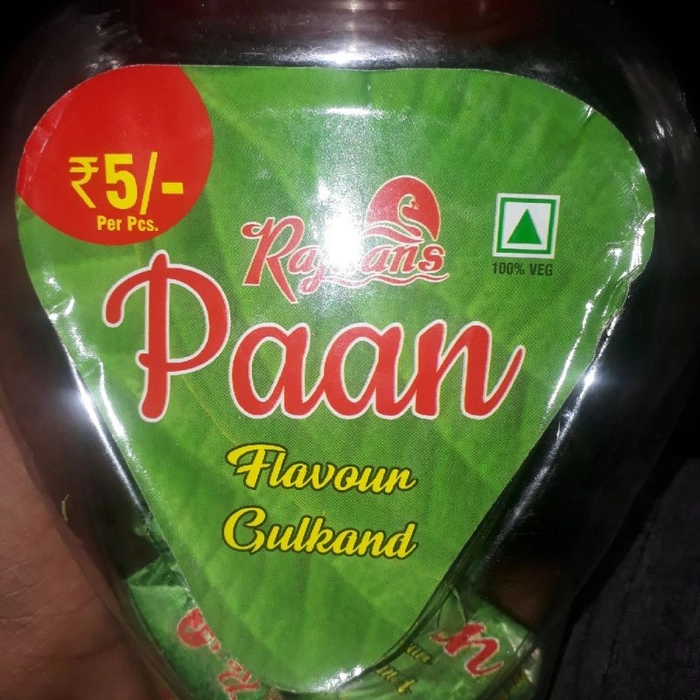 ₹5/-
Per Pcs.
Rajhans
100% VEG
Paan
Flavour
Gulkand